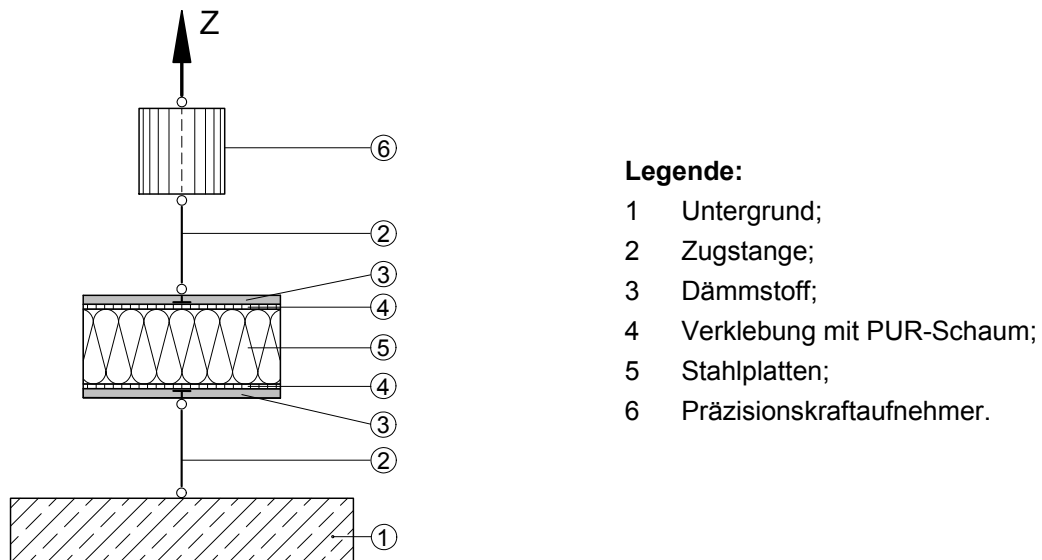 Z
6
2
3
4
5
4
3
2
1
Legende:
1 Untergrund;
2 Zugstange;
3 Dämmstoff;
4 Verklebung mit PUR-Schaum;
5 Stahlplatten;
6 Präzisionskraftaufnehmer.